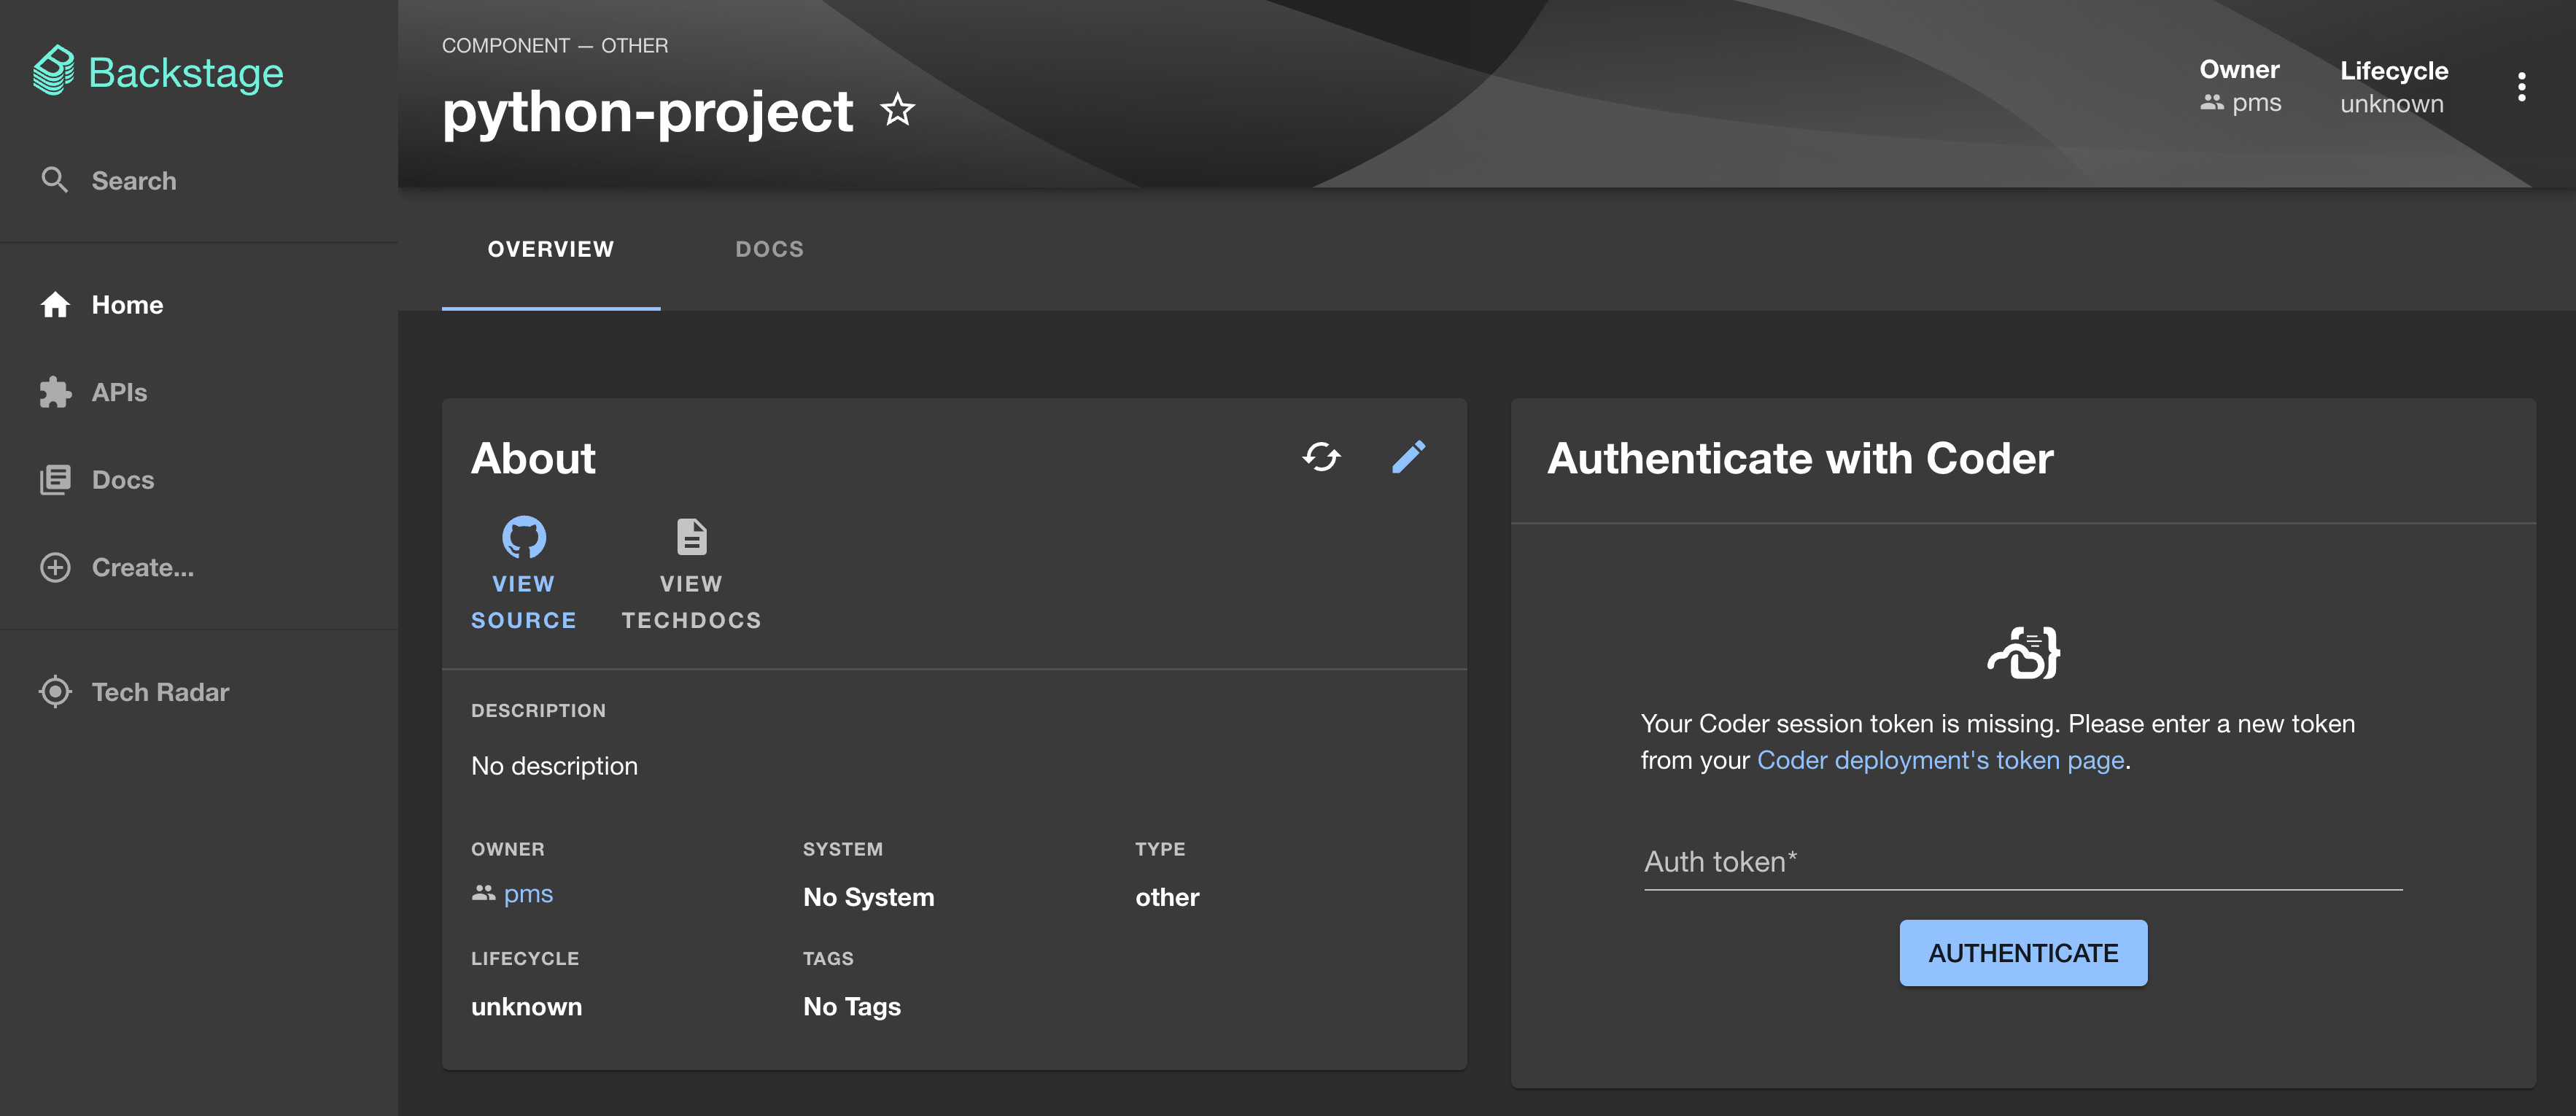 Backstage
Search
Home
APIs
Docs
Create...
Tech Radar
COMPONENT — OTHER
python-project
Owner
pms
Lifecycle
unknown
OVERVIEW
DOCS
About
VIEW
SOURCE
VIEW
TECHDOCS
DESCRIPTION
No description
OWNER
pms
SYSTEM
No System
TYPE
other
LIFECYCLE
unknown
TAGS
No Tags
Authenticate with Coder
Your Coder session token is missing. Please enter a new token
from your Coder deployment's token page.
Auth token*
AUTHENTICATE